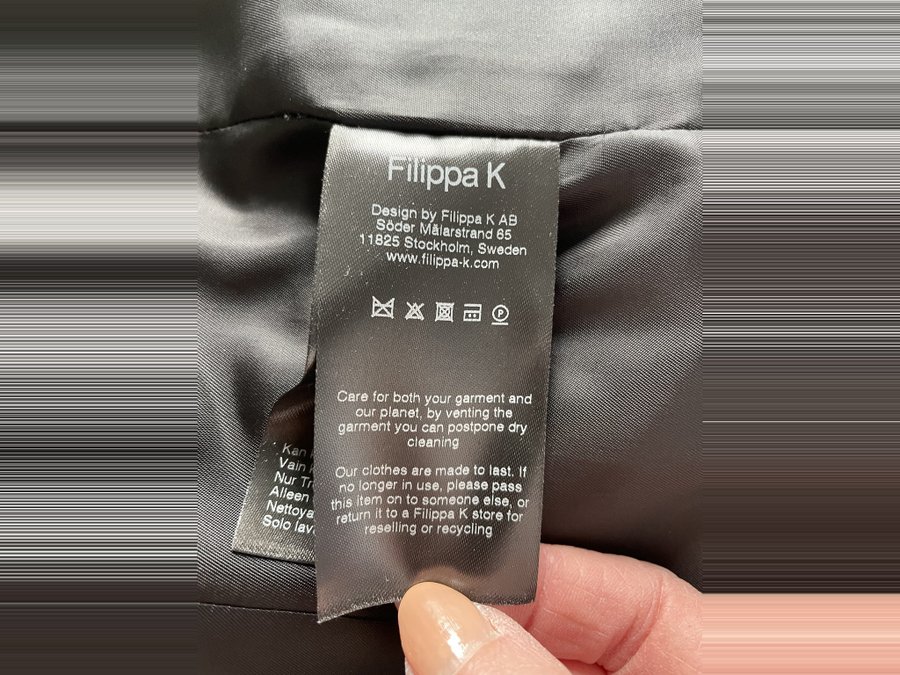 Filippa K
Design by Filippa K AB
Söder Mälarstrand 65
11825 Stockholm, Sweden
www.filippa-k.com
P
Care for both your garment and
our planet, by venting the
garment you can postpone dry
cleaning
Our clothes are made to last. If
no longer in use, please pass
this item on to someone else, or
return it to a Filippa K store for
reselling or recycling
Kan
Vain
Nur
Alleen
Solo